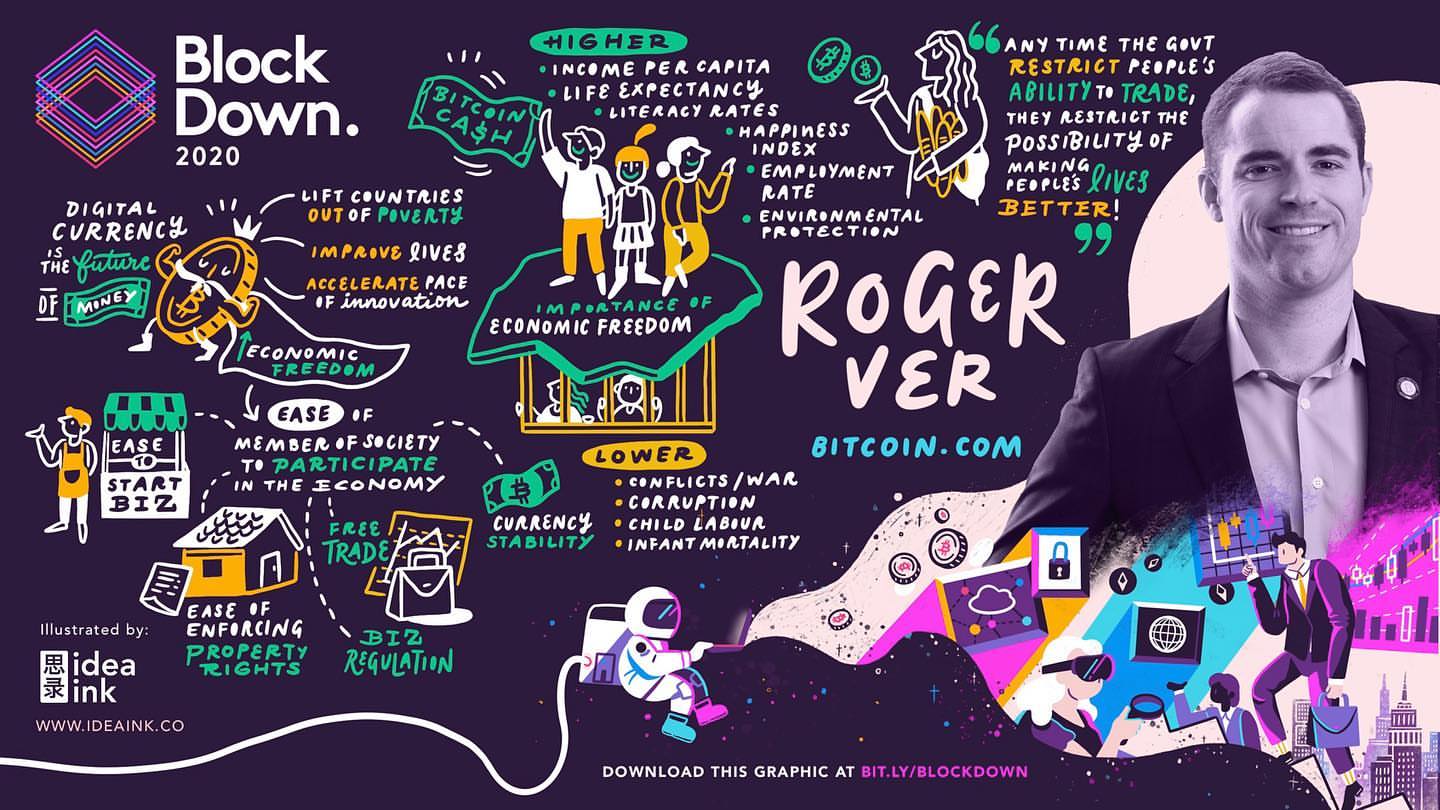 Block
Down.
2020
DIGITAL
CURRENCY
IS
THE future
OF MONEY
LIFT COUNTRIES
OUT OF POVERTY
IMPROVE LIVES
ACCELERATE PACE
OF innovation
ECONOMIC
FREEDOM
EASE OF
MEMBER OF SOCIETY
TO PARTICIPATE
IN THE ECONOMY
EASE
TO
START
BIZ
EASE OF
ENFORCING
PROPERTY
RIGHTS
FREE
TRADE
BIZ
REGULATION
CURRENCY
STABILITY
BITCOIN
CA$H
HIGHER
• INCOME PER CAPITA
• LIFE EXPECTANCY
• LITERACY RATES
• HAPPINESS
INDEX
• EMPLOYMENT
RATE
• ENVIRONMENTAL
PROTECTION
IMPORTANCE OF
ECONOMIC FREEDOM
LOWER
• CONFLICTS/WAR
• CORRUPTION
• CHILD LABOUR
• INFANT MORTALITY
“ANY TIME THE GOVT
RESTRICT PEOPLE'S
ABILITY TO TRADE,
THEY RESTRICT THE
POSSIBILITY OF
MAKING
PEOPLE'S LIVES
BETTER!”
ROGER
VER
BITCOIN.COM
Illustrated by:
思录
idea
ink
WWW.IDEAINK.CO
DOWNLOAD THIS GRAPHIC AT BIT.LY/BLOCKDOWN